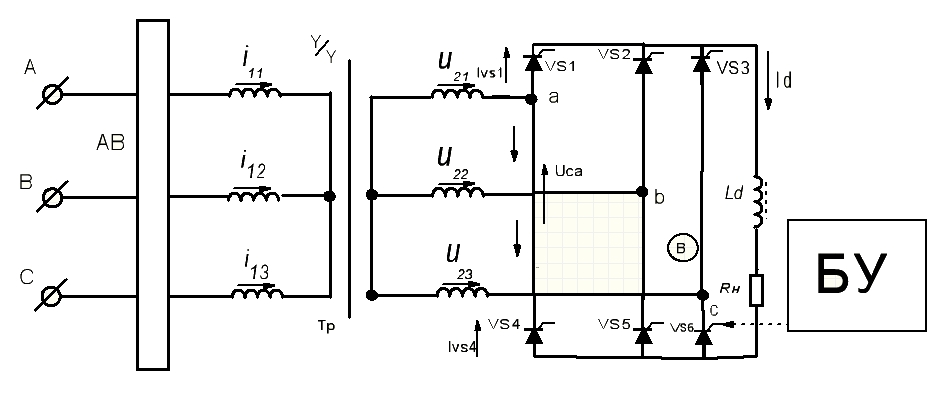 A
B
C
AB
i11
i12
i13
Y/Y
Tp
u21
u22
u23
Ivs1
VS1
VS2
VS3
Id
a
Uca
b
B
c
Ld
Rн
БУ
VS4
VS5
VS6
Ivs4